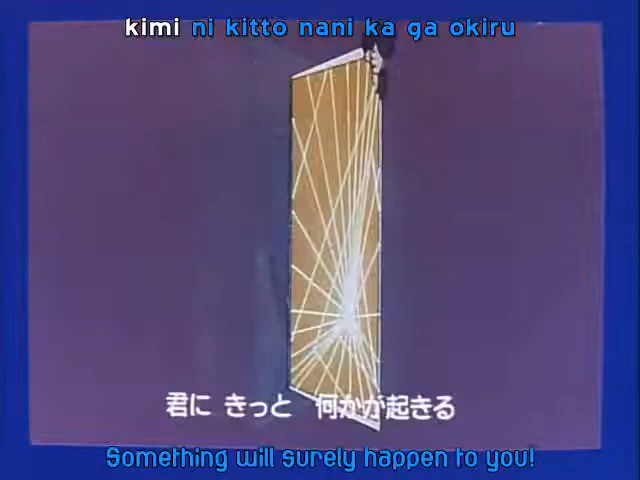 kimi ni kitto nani ka ga okiru
君に きっと 何かが起きる
Something will surely happen to you!